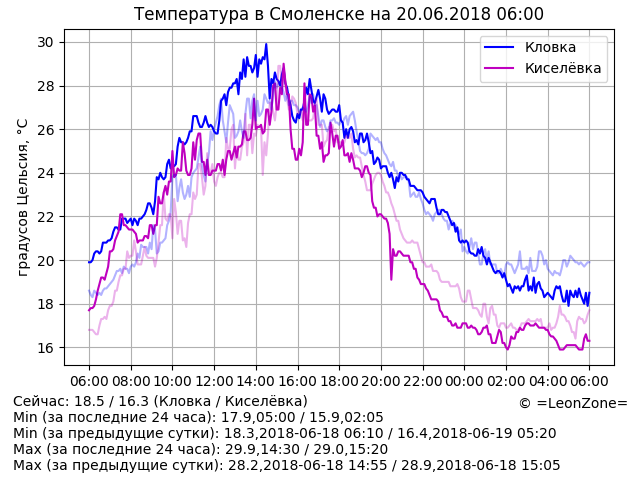 Температура в Смоленске на 20.06.2018 06:00
Кловка
Киселёвка
градусов Цельсия, °C
30
28
26
24
22
20
18
16
06:00 08:00 10:00 12:00 14:00 16:00 18:00 20:00 22:00 00:00 02:00 04:00 06:00
Сейчас: 18.5 / 16.3 (Кловка / Киселёвка)
© =LeonZone=
Min (за последние 24 часа): 17.9,05:00 / 15.9,02:05
Min (за предыдущие сутки): 18.3,2018-06-18 06:10 / 16.4,2018-06-19 05:20
Max (за последние 24 часа): 29.9,14:30 / 29.0,15:20
Max (за предыдущие сутки): 28.2,2018-06-18 14:55 / 28.9,2018-06-18 15:05